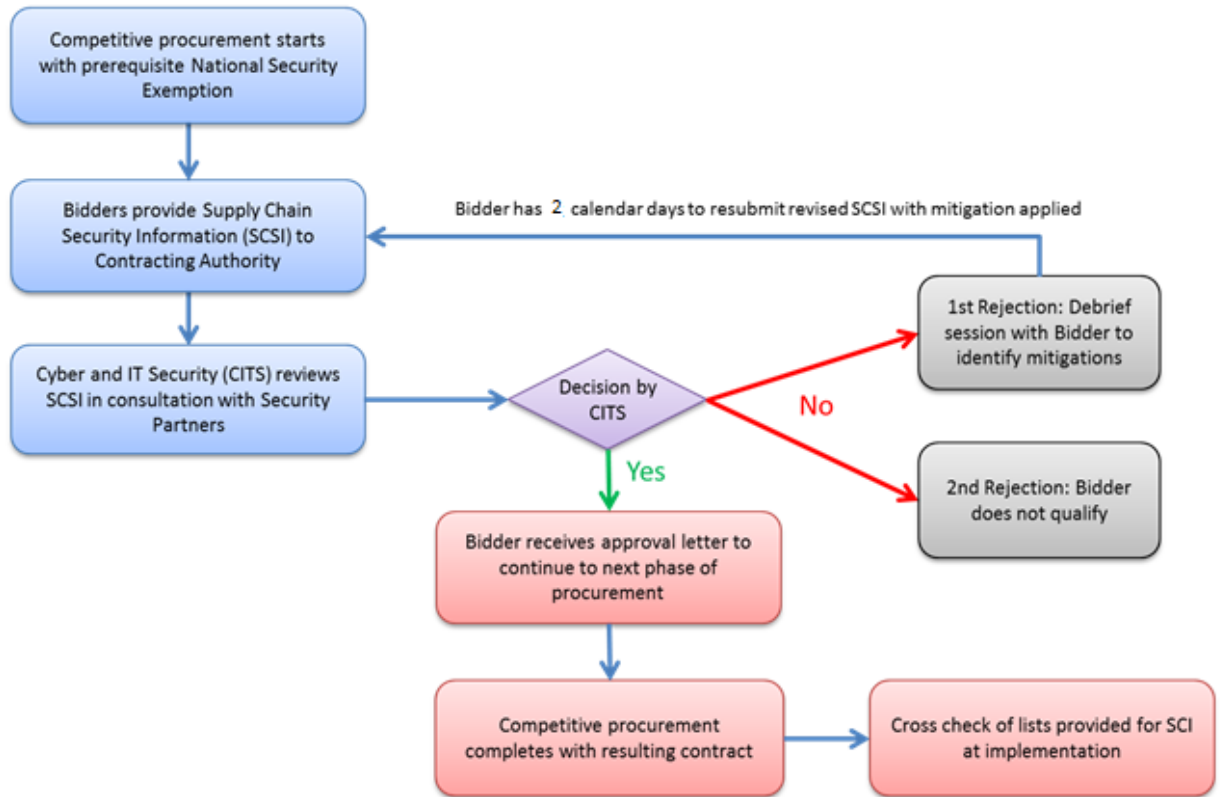 Competitive procurement starts
with prerequisite National Security
Exemption
Bidders provide Supply Chain
Security Information (SCSI) to
Contracting Authority
Bidder has 2 calendar days to resubmit revised SCSI with mitigation applied
1st Rejection: Debrief
session with Bidder to
identify mitigations
Cyber and IT Security (CITS) reviews
SCSI in consultation with Security
Partners
Decision by
CITS
No
Yes
2nd Rejection: Bidder
does not qualify
Bidder receives approval letter to
continue to next phase of
procurement
Competitive procurement
completes with resulting contract
Cross check of lists provided for SCI
at implementation